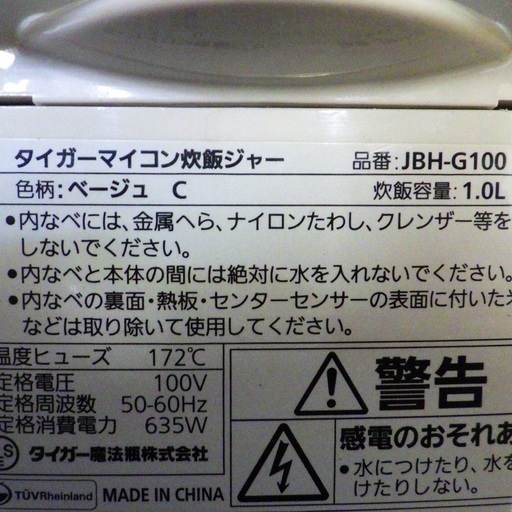 タイガーマイコン炊飯ジャー 品番:JBH-G100
色柄:ベージュ C 炊飯容量:1.0L
●内なべには、金属へら、ナイロンたわし、クレンザー等を
しないでください。
●内なべと本体の間には絶対に水を入れないでください。
●内なべの裏面・熱板・センターセンサーの表面に付いた
などは取り除いて使用してください。
温度ヒューズ 172℃
定格電圧 100V
定格周波数 50-60Hz
定格消費電力 635W
タイガー魔法瓶株式会社
TÜVRheinland MADE IN CHINA
警告
感電のおそれあ
●水につけたり、水を
けたりしない。